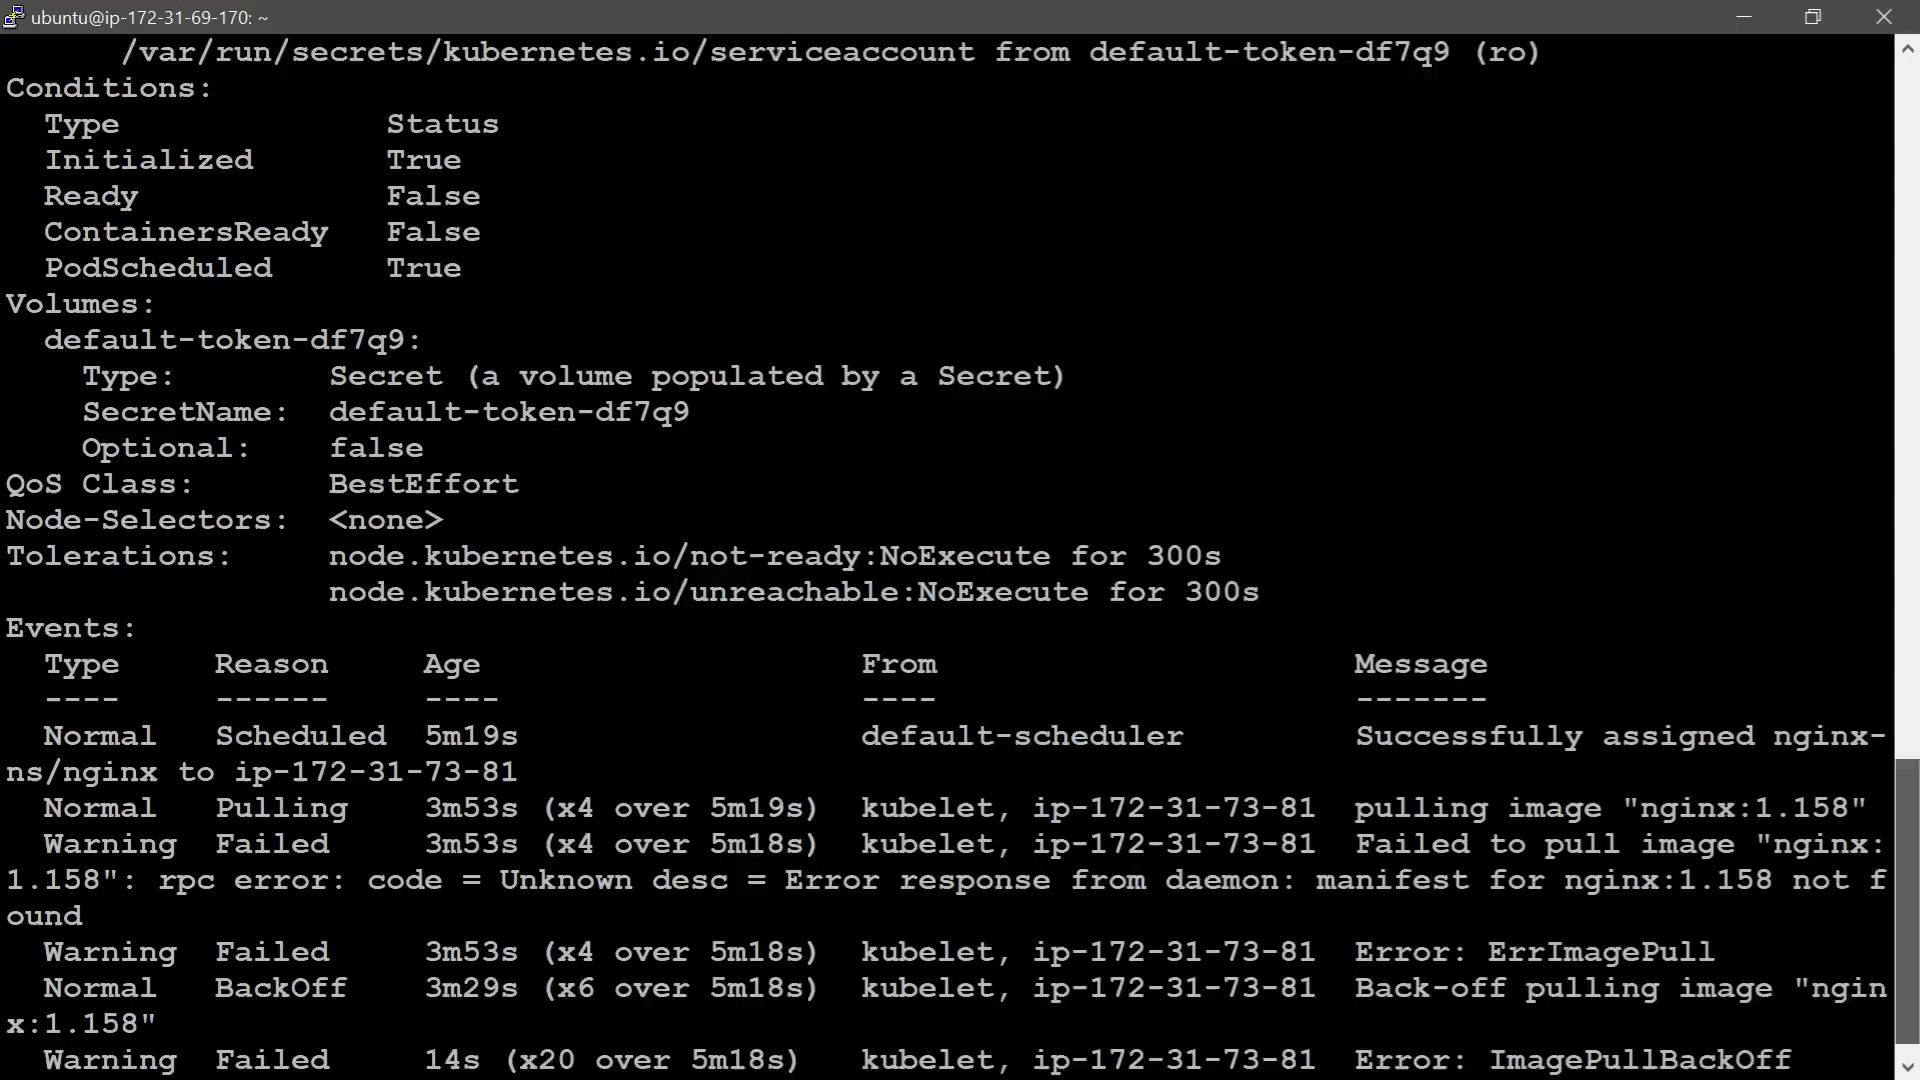 ubuntu@ip-172-31-69-170: ~
/var/run/secrets/kubernetes.io/serviceaccount from default-token-df7q9 (ro)
Conditions:
Type Status
Initialized True
Ready False
ContainersReady False
PodScheduled True
Volumes:
default-token-df7q9:
Type: Secret (a volume populated by a Secret)
SecretName: default-token-df7q9
Optional: false
QoS Class: BestEffort
Node-Selectors: <none>
Tolerations: node.kubernetes.io/not-ready:NoExecute for 300s
node.kubernetes.io/unreachable:NoExecute for 300s
Events:
Type Reason Age From Message
---- ------ ---- ---- -------
Normal Scheduled 5m19s default-scheduler Successfully assigned nginx-
ns/nginx to ip-172-31-73-81
Normal Pulling 3m53s (x4 over 5m19s) kubelet, ip-172-31-73-81 pulling image "nginx:1.158"
Warning Failed 3m53s (x4 over 5m18s) kubelet, ip-172-31-73-81 Failed to pull image "nginx:
1.158": rpc error: code = Unknown desc = Error response from daemon: manifest for nginx:1.158 not f
ound
Warning Failed 3m53s (x4 over 5m18s) kubelet, ip-172-31-73-81 Error: ErrImagePull
Normal BackOff 3m29s (x6 over 5m18s) kubelet, ip-172-31-73-81 Back-off pulling image "ngin
x:1.158"
Warning Failed 14s (x20 over 5m18s) kubelet, ip-172-31-73-81 Error: ImagePullBackOff